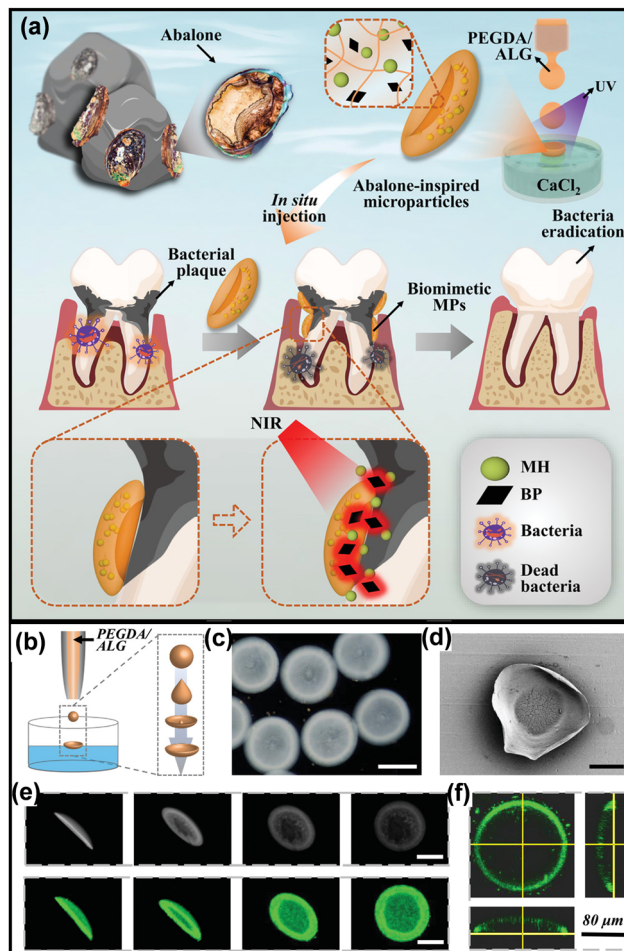 (a)
Abalone
PEGDA/
ALG
UV
CaCl2
Abalone-inspired
microparticles
In situ
injection
Bacterial
plaque
Biomimetic
MPs
Bacteria
eradication
NIR
MH
BP
Bacteria
Dead
bacteria
(b)
PEGDA/
ALG
(c)
(d)
(e)
(f)
80 μm